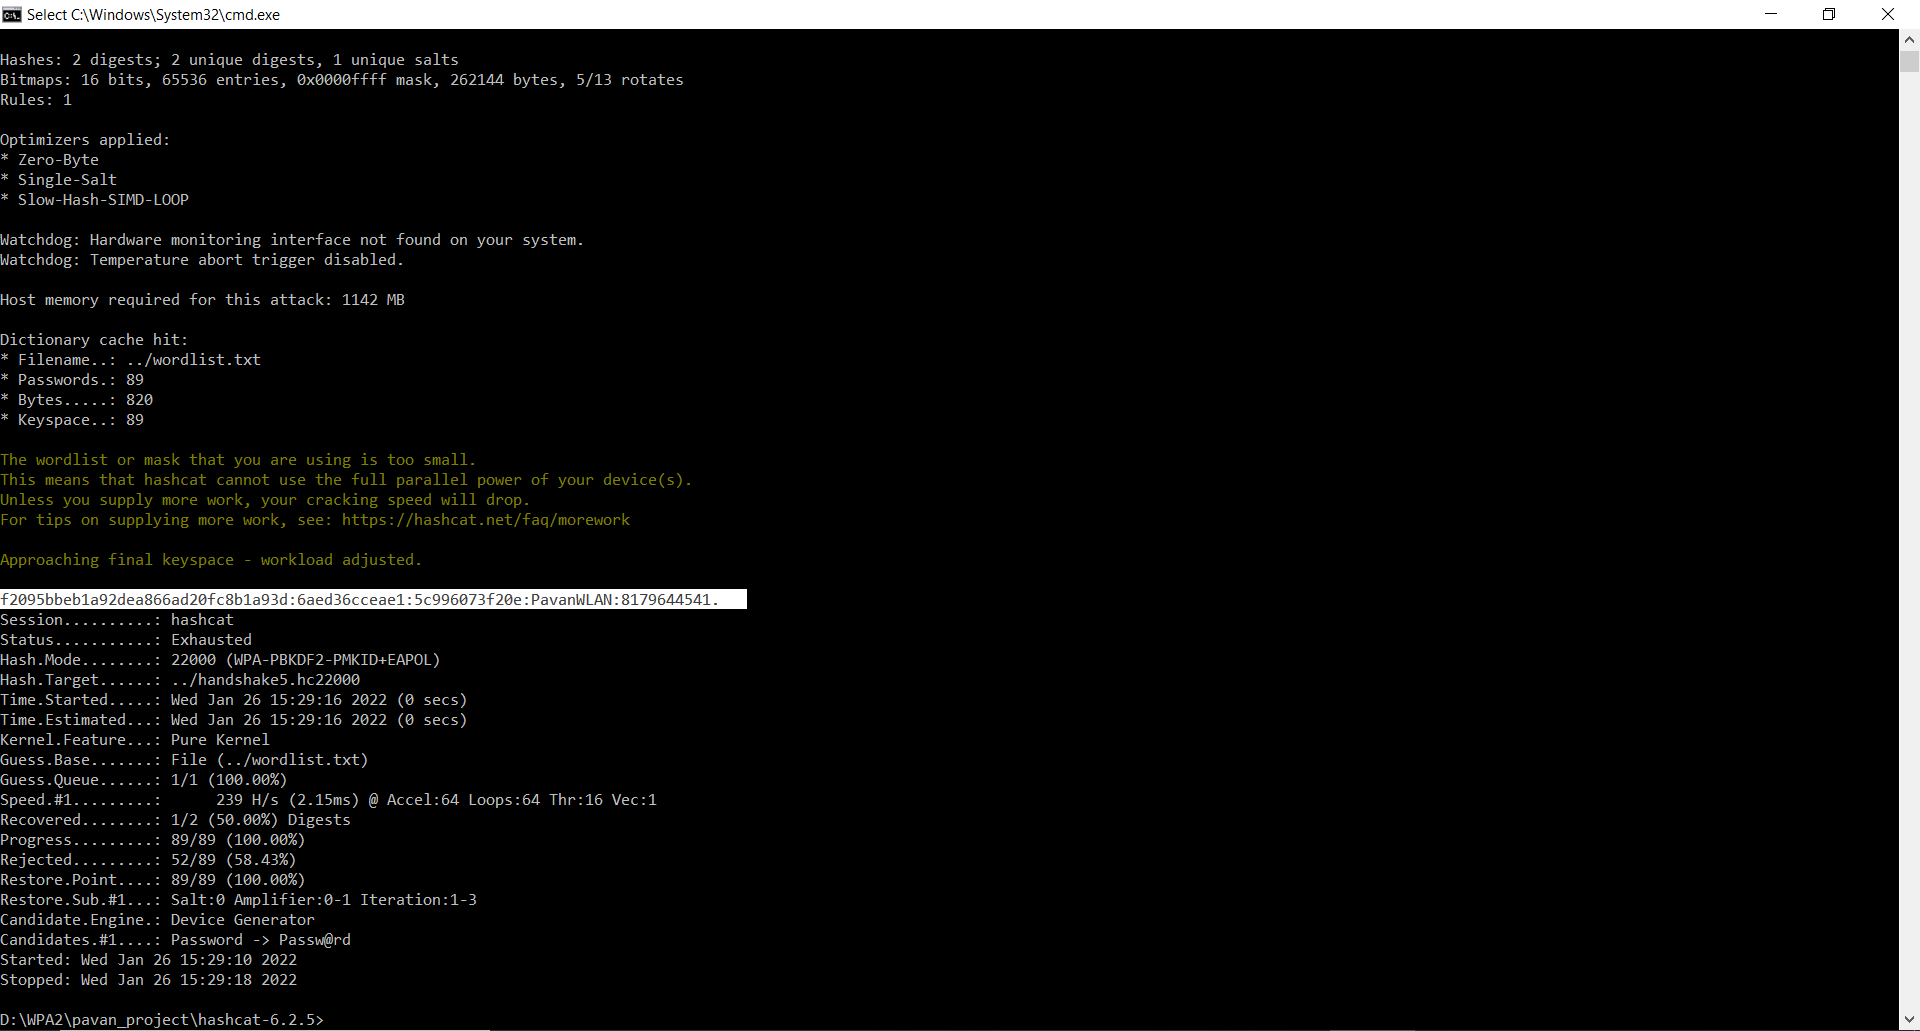 Select C:\Windows\System32\cmd.exe
Hashes: 2 digests; 2 unique digests, 1 unique salts
Bitmaps: 16 bits, 65536 entries, 0x0000ffff mask, 262144 bytes, 5/13 rotates
Rules: 1
Optimizers applied:
* Zero-Byte
* Single-Salt
* Slow-Hash-SIMD-LOOP
Watchdog: Hardware monitoring interface not found on your system.
Watchdog: Temperature abort trigger disabled.
Host memory required for this attack: 1142 MB
Dictionary cache hit:
* Filename..: ../wordlist.txt
* Passwords.: 89
* Bytes.....: 820
* Keyspace..: 89
The wordlist or mask that you are using is too small.
This means that hashcat cannot use the full parallel power of your device(s).
Unless you supply more work, your cracking speed will drop.
For tips on supplying more work, see: https://hashcat.net/faq/morework
Approaching final keyspace - workload adjusted.
f2095bbeb1a92dea866ad20fc8b1a93d:6aed36cceae1:5c996073f20e:PavanWLAN:8179644541.
Session..........: hashcat
Status...........: Exhausted
Hash.Mode........: 22000 (WPA-PBKDF2-PMKID+EAPOL)
Hash.Target......: ../handshake5.hc22000
Time.Started.....: Wed Jan 26 15:29:16 2022 (0 secs)
Time.Estimated...: Wed Jan 26 15:29:16 2022 (0 secs)
Kernel.Feature...: Pure Kernel
Guess.Base.......: File (../wordlist.txt)
Guess.Queue......: 1/1 (100.00%)
Speed.#1.........:      239 H/s (2.15ms) @ Accel:64 Loops:64 Thr:16 Vec:1
Recovered........: 1/2 (50.00%) Digests
Progress.........: 89/89 (100.00%)
Rejected.........: 52/89 (58.43%)
Restore.Point....: 89/89 (100.00%)
Restore.Sub.#1...: Salt:0 Amplifier:0-1 Iteration:1-3
Candidate.Engine.: Device Generator
Candidates.#1....: Password -> Passw@rd
Started: Wed Jan 26 15:29:10 2022
Stopped: Wed Jan 26 15:29:18 2022
D:\WPA2\pavan_project\hashcat-6.2.5>